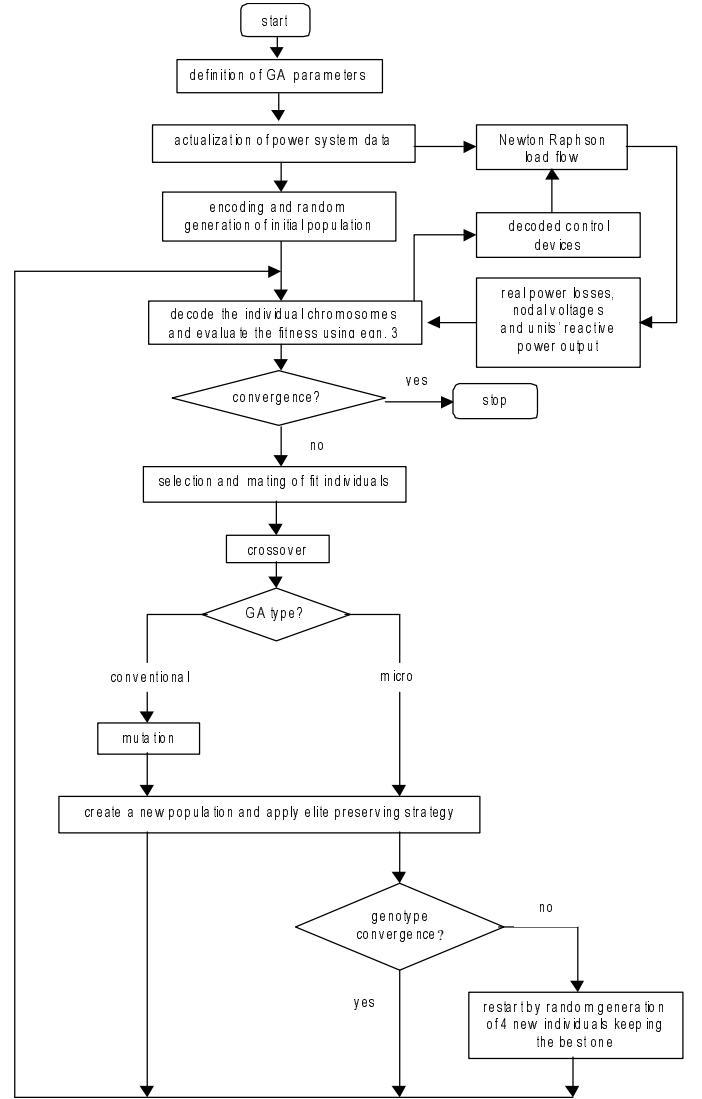 start
definition of GA parameters
actualization of power system data
Newton Raphson
load flow
encoding and random
generation of initial population
decoded control
devices
decode the individual chromosomes
and evaluate the fitness using eqn. 3
real power losses,
nodal voltages
and units' reactive
power output
convergence?
yes
stop
no
selection and mating of fit individuals
crossover
GA type?
conventional
micro
mutation
create a new population and apply elite preserving strategy
genotype
convergence?
no
yes
restart by random generation
of 4 new individuals keeping
the best one